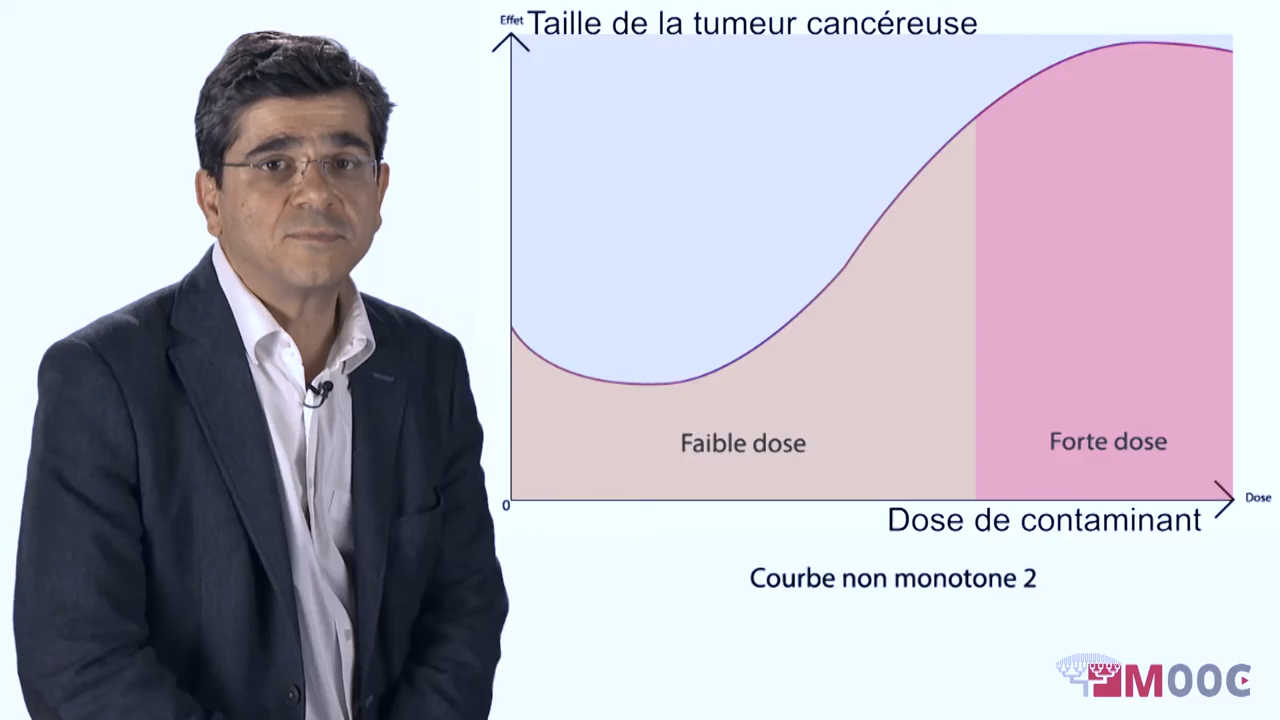 Effet
Taille de la tumeur cancéreuse
Faible dose
Forte dose
0
Dose
Dose de contaminant
Courbe non monotone 2
MOOC